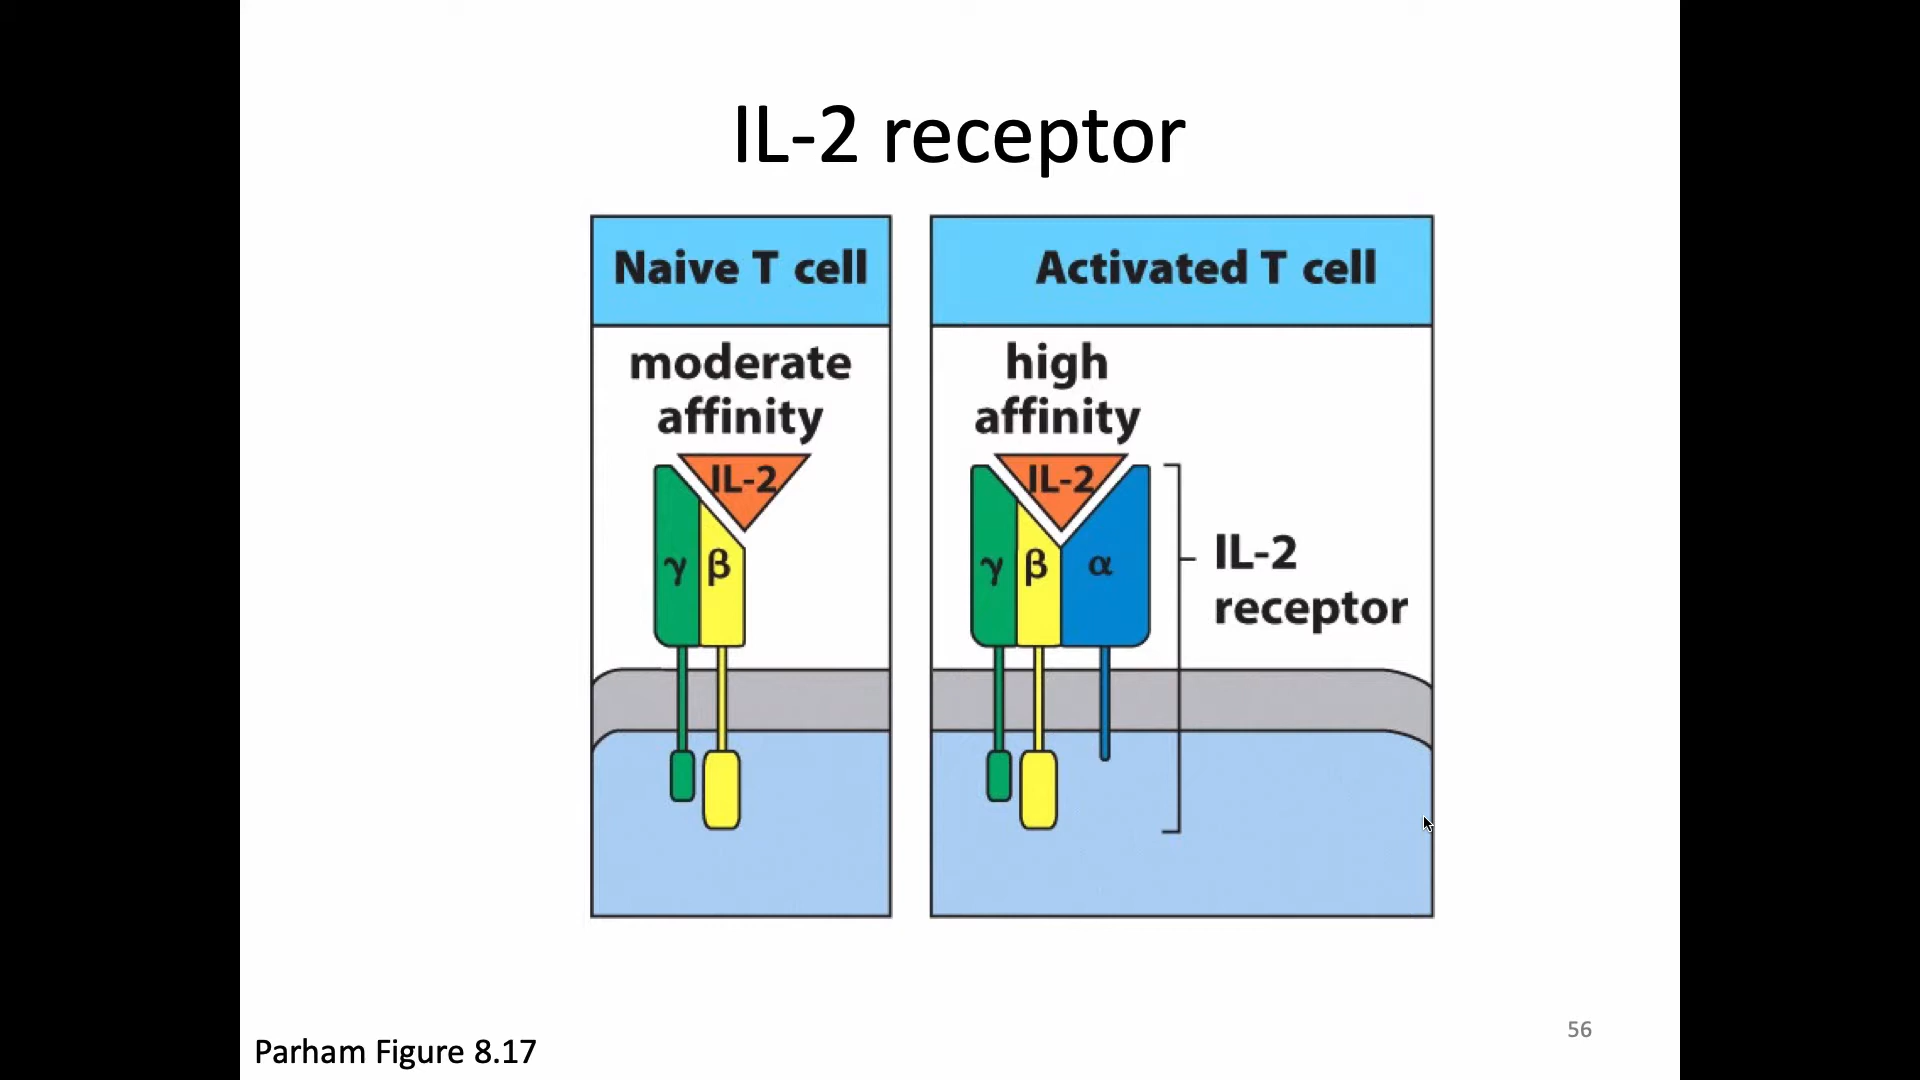 IL-2 receptor
Naive T cell
moderate
affinity
IL-2
γ β
Activated T cell
high
affinity
IL-2
γ β α
IL-2
receptor
Parham Figure 8.17
56